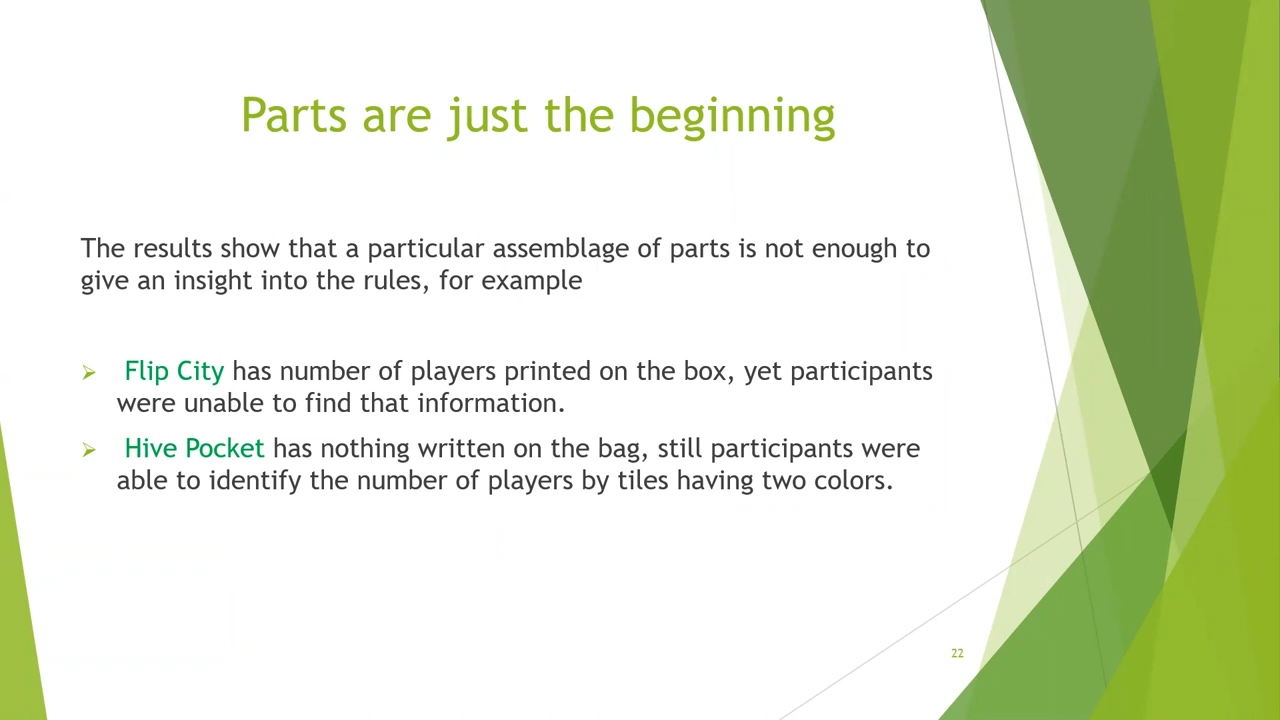 Parts are just the beginning
The results show that a particular assemblage of parts is not enough to
give an insight into the rules, for example
➢ Flip City has number of players printed on the box, yet participants
were unable to find that information.
➢ Hive Pocket has nothing written on the bag, still participants were
able to identify the number of players by tiles having two colors.
22